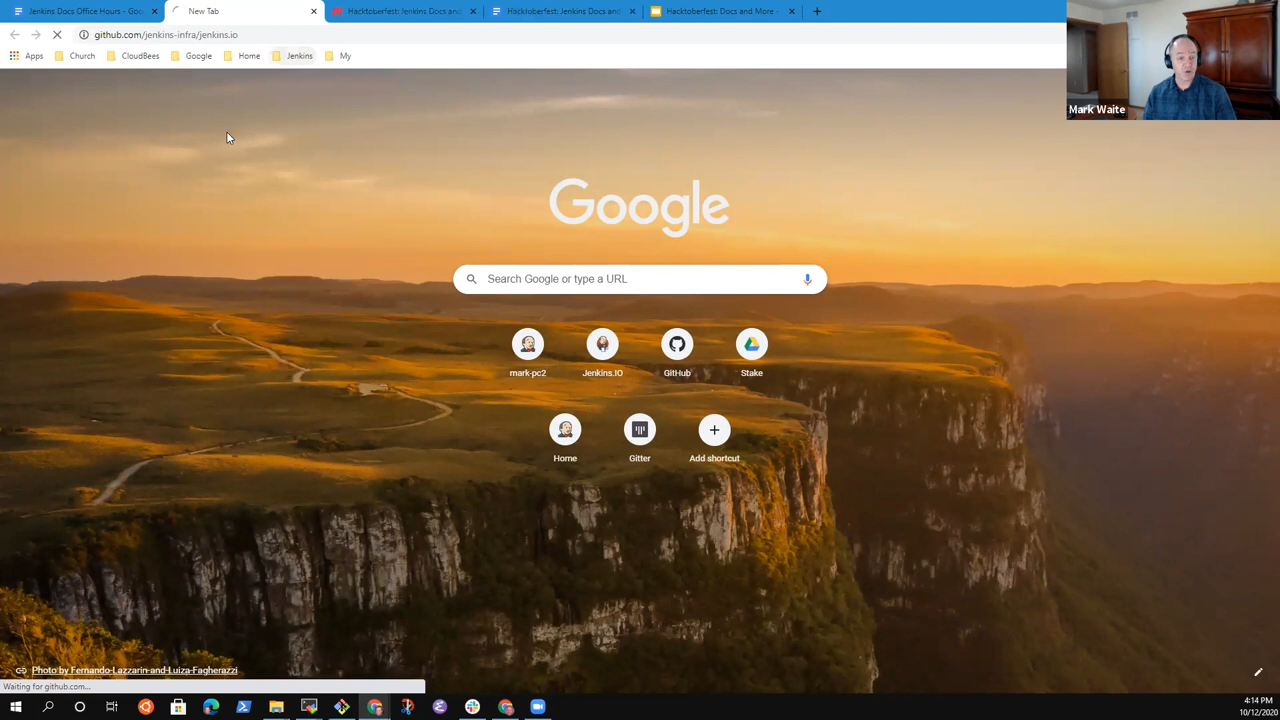 Jenkins Docs Office Hours - Goo
New Tab
Hacktoberfest: Jenkins Docs and
Hacktoberfest: Jenkins Docs and
Hacktoberfest: Docs and More -
github.com/jenkins-infra/jenkins.io
Apps
Church
CloudBees
Google
Home
Jenkins
My
Mark Waite
Google
Search Google or type a URL
mark-pc2
Jenkins.IO
GitHub
Stake
Home
Gitter
Add shortcut
Photo by Fernando-Lazzarin-and-Luiza-Fagherazzi
Waiting for github.com...
4:14 PM
10/12/2020